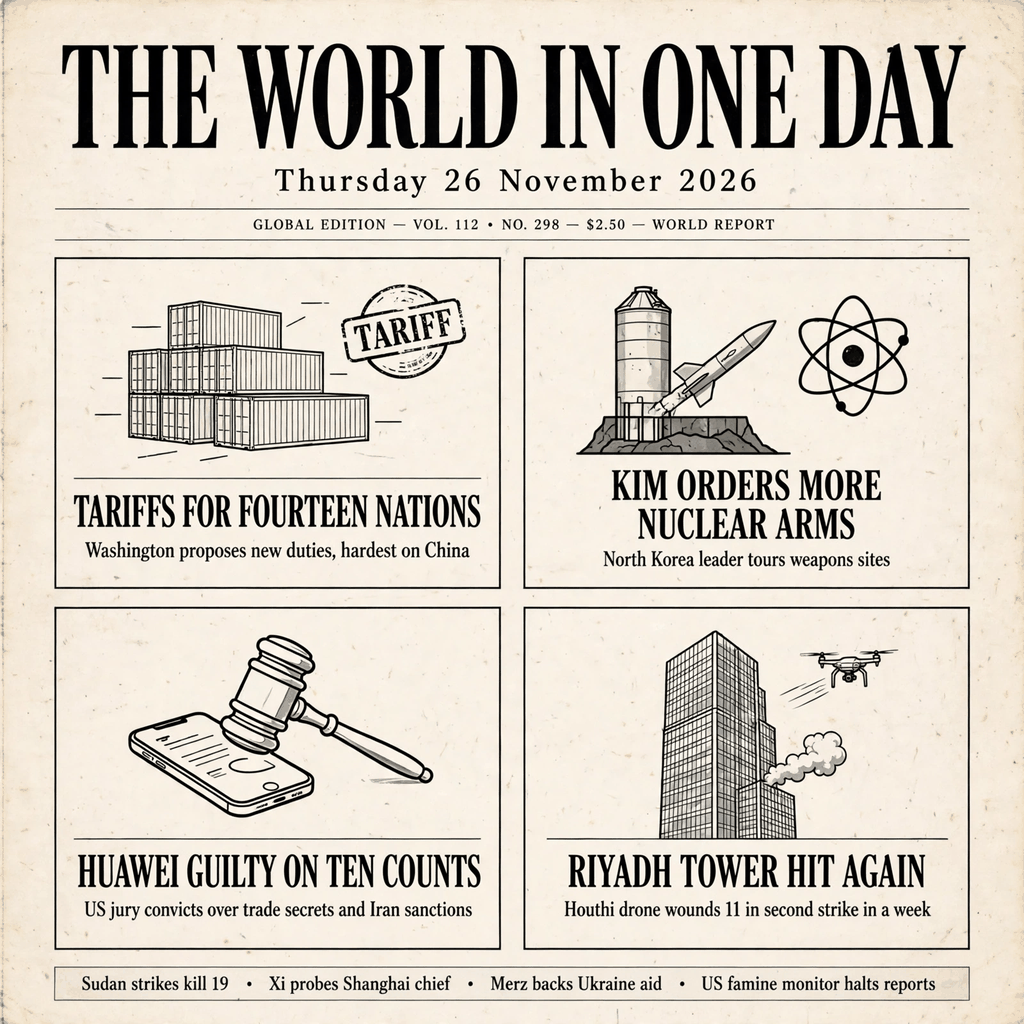 THE WORLD IN ONE DAY
Thursday 26 November 2026
GLOBAL EDITION — VOL. 112 • NO. 298 — $2.50 — WORLD REPORT
TARIFF
TARIFFS FOR FOURTEEN NATIONS
Washington proposes new duties, hardest on China
KIM ORDERS MORE
NUCLEAR ARMS
North Korea leader tours weapons sites
HUAWEI GUILTY ON TEN COUNTS
US jury convicts over trade secrets and Iran sanctions
RIYADH TOWER HIT AGAIN
Houthi drone wounds 11 in second strike in a week
Sudan strikes kill 19 • Xi probes Shanghai chief • Merz backs Ukraine aid • US famine monitor halts reports